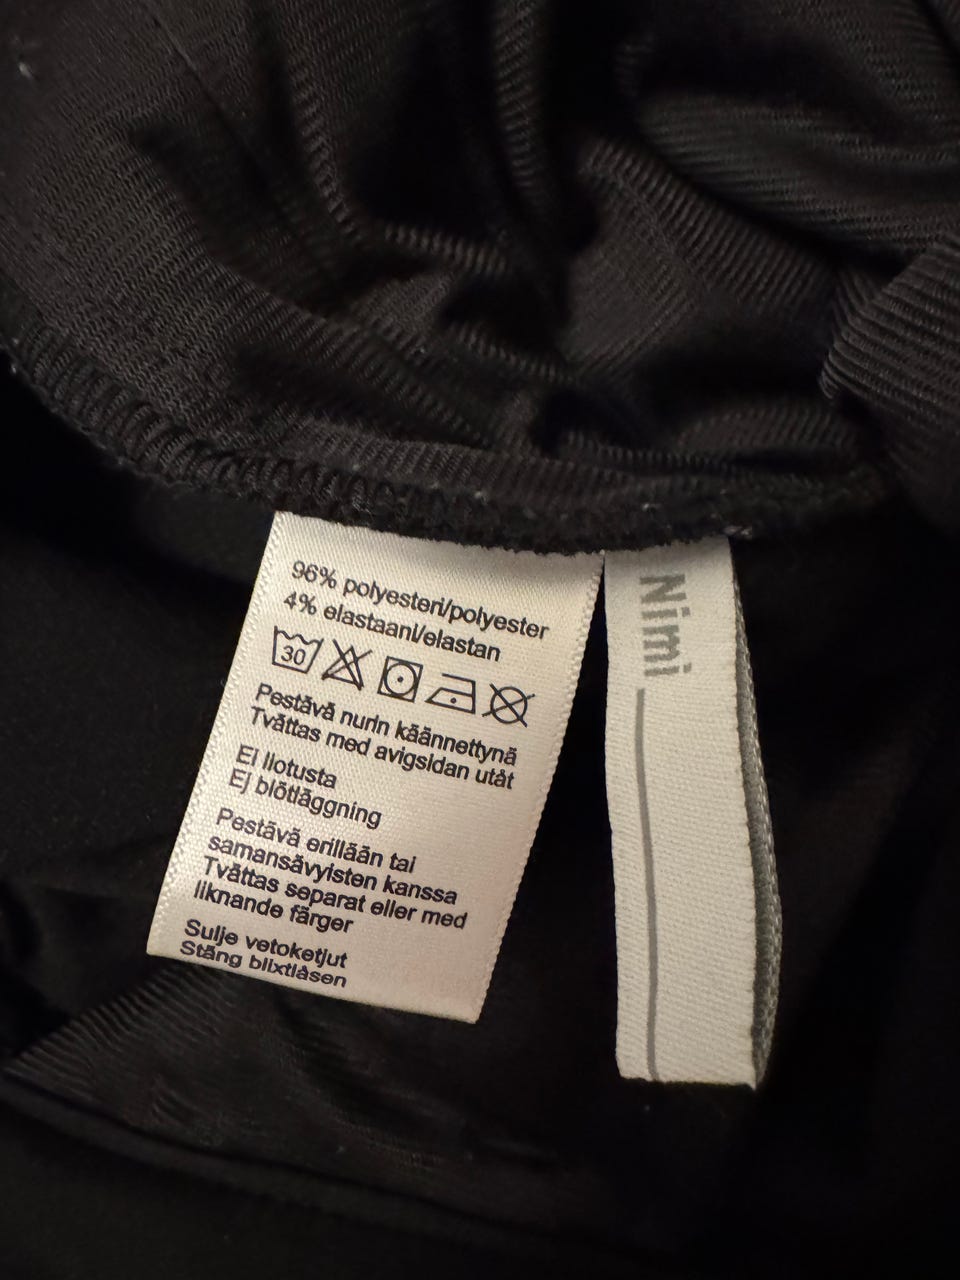 96% polyesteri/polyester
4% elastaani/elastan
30
Pestävä nurin käännettynä
Tvättas med avigsidan utåt
Ei liotusta
Ej blötläggning
Pestävä erillään tai
samansävyisten kanssa
Tvättas separat eller med
liknande färger
Sulje vetoketjut
Stäng blixtlåsen
Nimi